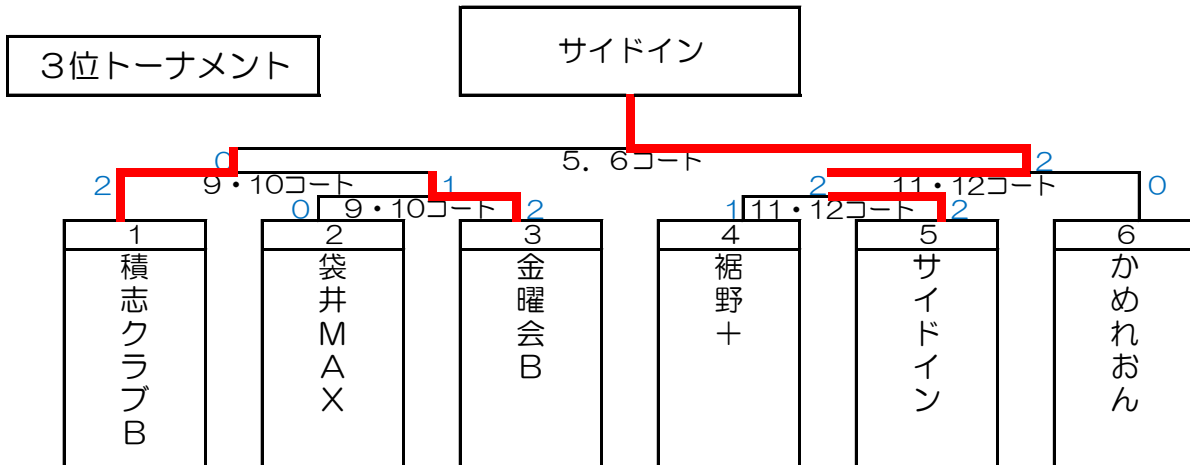 サイドイン
３位トーナメント
0
5．6コート
2
2
9・10コート
1
2
11・12コート
0
0
9・10コート
2
1
11・12コート
2
1
2
3
4
5
6
積志クラブB
袋井MAX
金曜会B
裾野＋
サイドイン
かめれおん